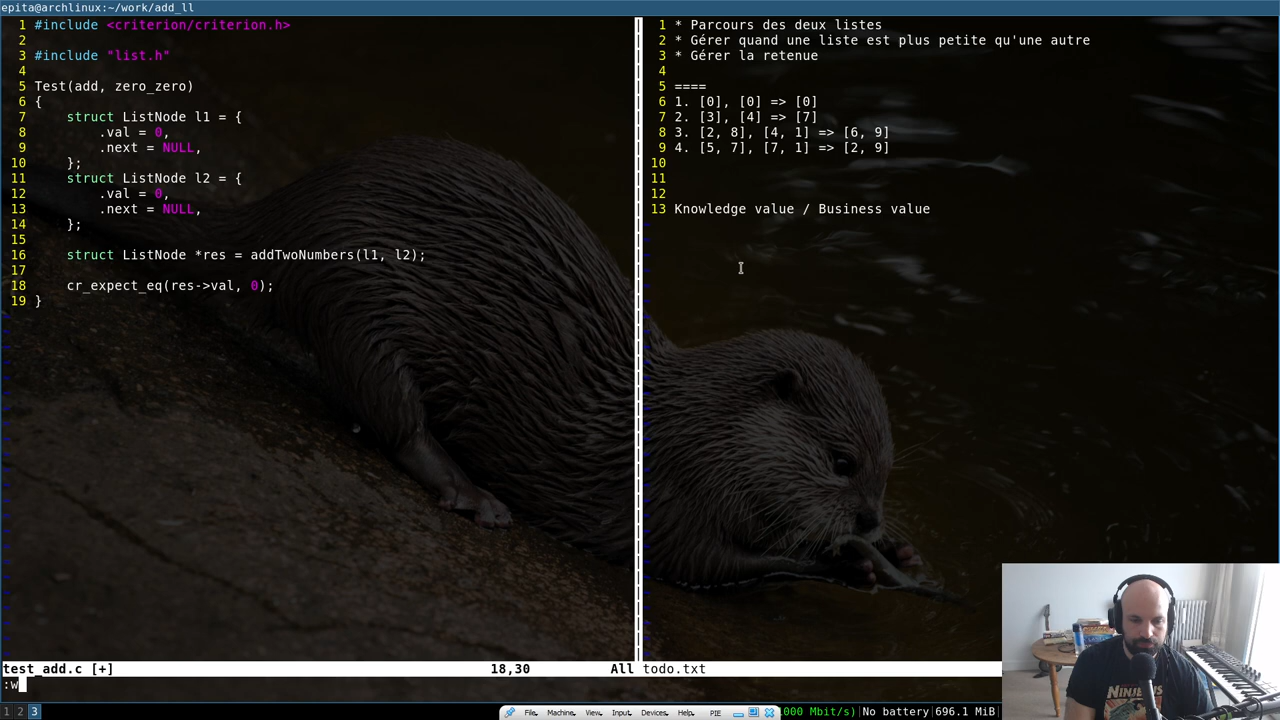 epita@archlinux:~/work/add_ll
1 #include <criterion/criterion.h>
2
3 #include "list.h"
4
5 Test(add, zero_zero)
6 {
7     struct ListNode l1 = {
8         .val = 0,
9         .next = NULL,
10     };
11     struct ListNode l2 = {
12         .val = 0,
13         .next = NULL,
14     };
15
16     struct ListNode *res = addTwoNumbers(l1, l2);
17
18     cr_expect_eq(res->val, 0);
19 }
test_add.c [+] 18,30 All
:w
1 * Parcours des deux listes
2 * Gérer quand une liste est plus petite qu'une autre
3 * Gérer la retenue
4
5 ====
6 1. [0], [0] => [0]
7 2. [3], [4] => [7]
8 3. [2, 8], [4, 1] => [6, 9]
9 4. [5, 7], [7, 1] => [2, 9]
10
11
12
13 Knowledge value / Business value
todo.txt
1 2 3
File Machine View Input Devices Help PIE
000 Mbit/s)|No battery|696.1 MiB